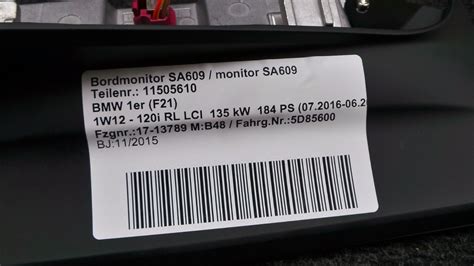 Bordmonitor SA609 / monitor SA609
Teilenr.: 11505610
BMW 1er (F21)
1W12 - 120i RL LCI 135 kW 184 PS (07.2016-06.2
Fzgnr.:17-13789 M:B48 / Fahrg.Nr.:5D85600
BJ:11/2015